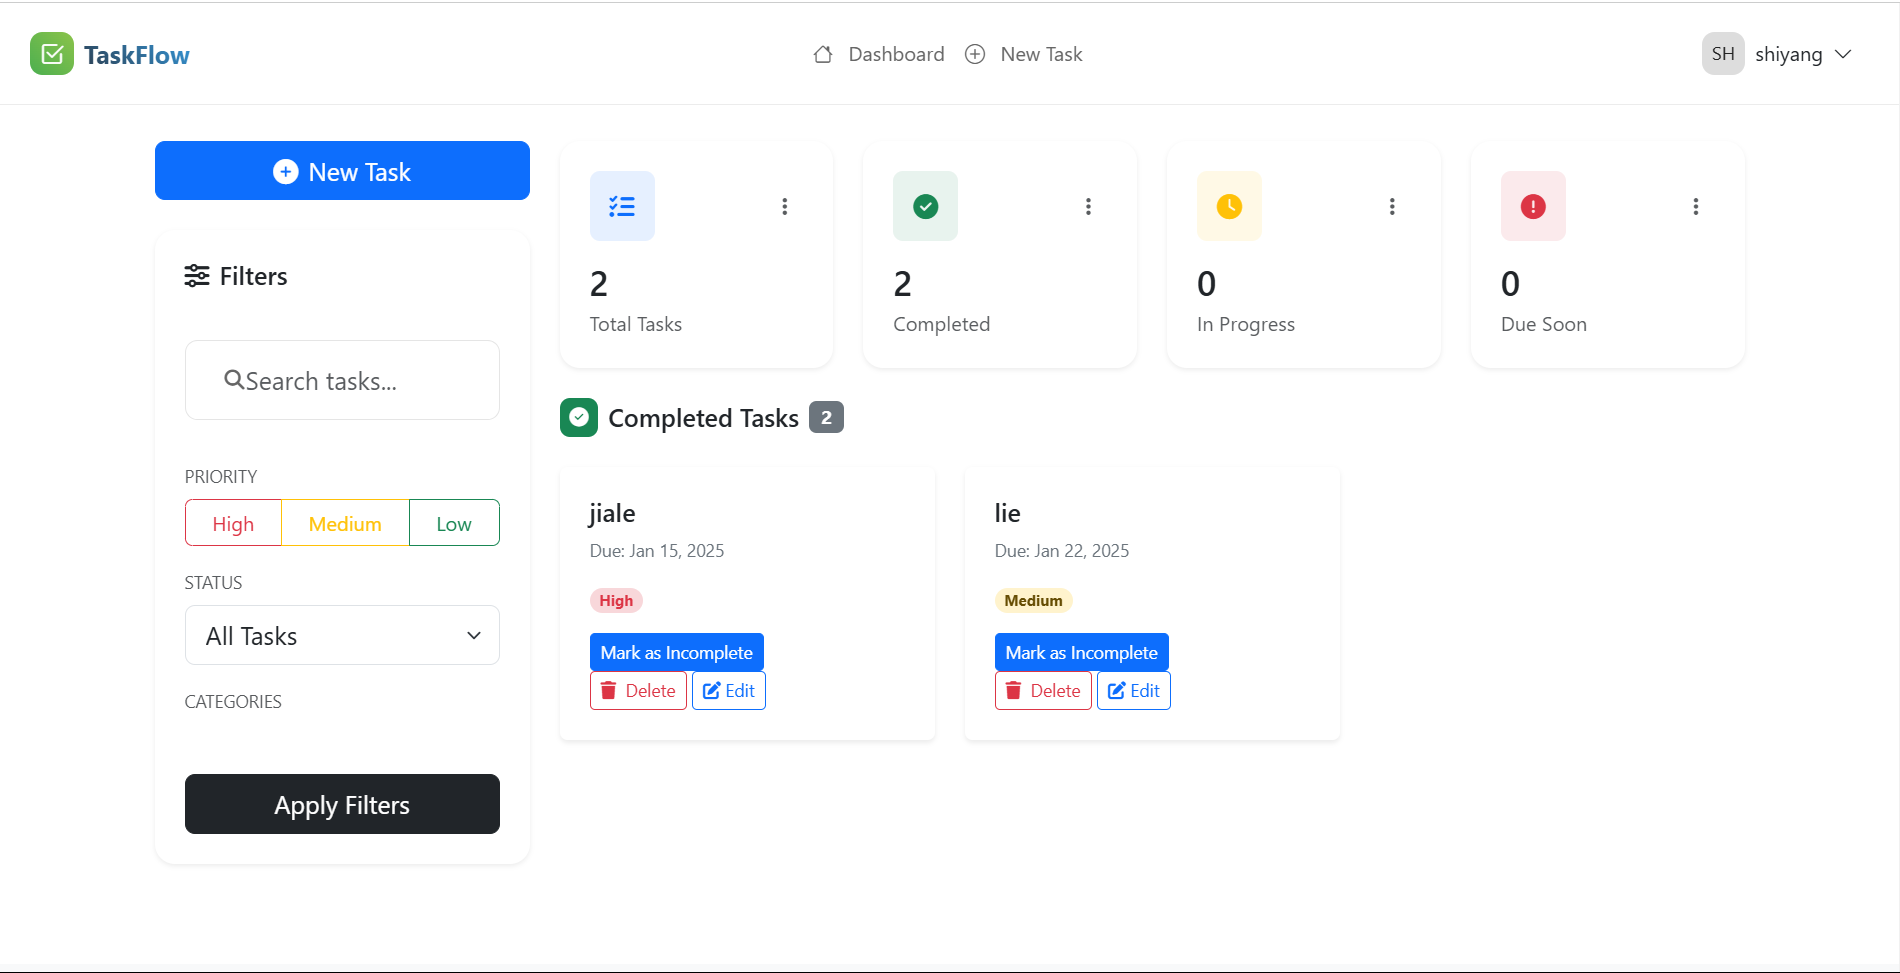 TaskFlow
Dashboard
New Task
SH
shiyang
New Task
Filters
Search tasks...
PRIORITY
High
Medium
Low
STATUS
All Tasks
CATEGORIES
Apply Filters
2
Total Tasks
2
Completed
0
In Progress
0
Due Soon
Completed Tasks 2
jiale
Due: Jan 15, 2025
High
Mark as Incomplete
Delete
Edit
lie
Due: Jan 22, 2025
Medium
Mark as Incomplete
Delete
Edit